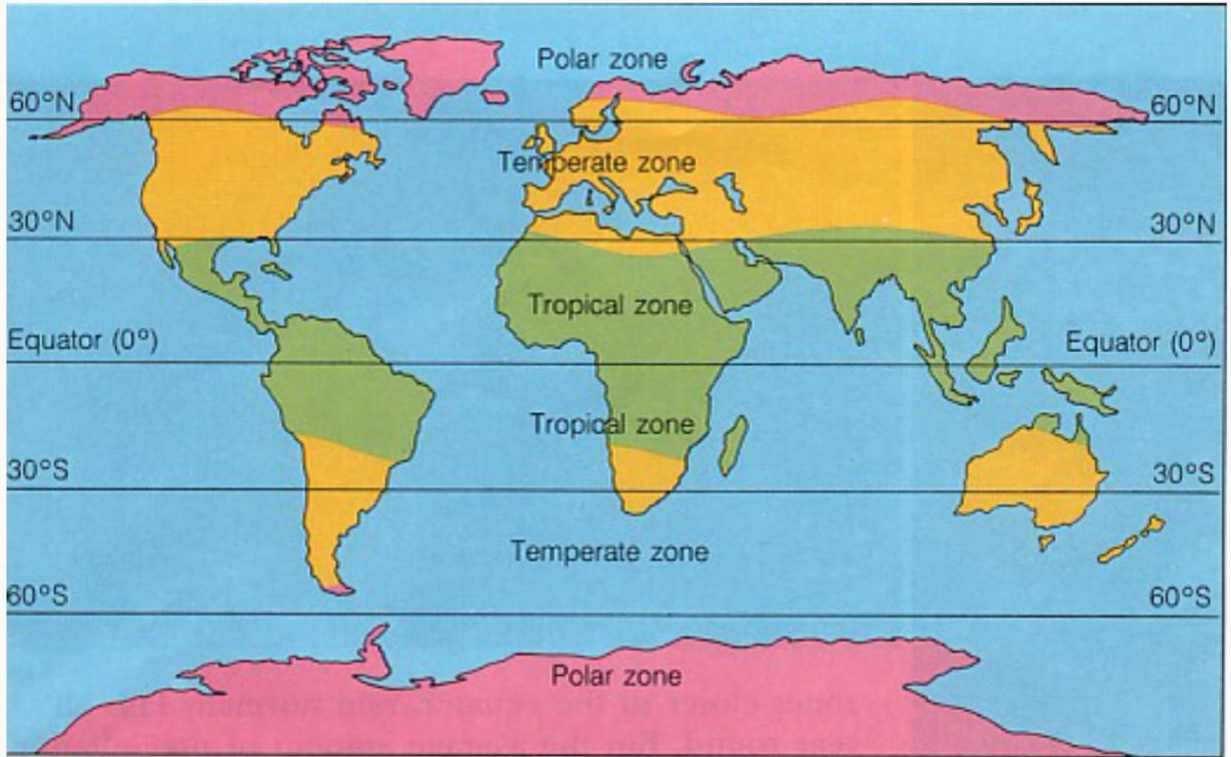 Polar zone
60°N
60°N
Temperate zone
30°N
30°N
Tropical zone
Equator (0°)
Equator (0°)
Tropical zone
30°S
30°S
Temperate zone
60°S
60°S
Polar zone